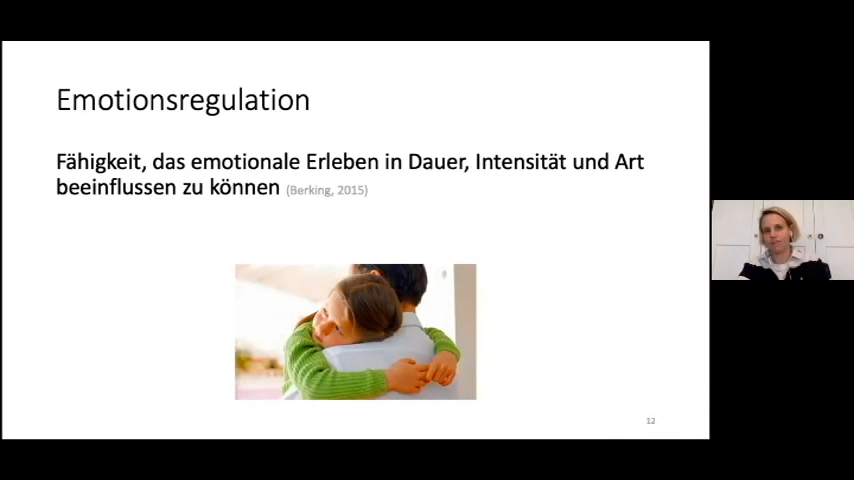 Emotionsregulation
Fähigkeit, das emotionale Erleben in Dauer, Intensität und Art
beeinflussen zu können (Berking, 2015)
12